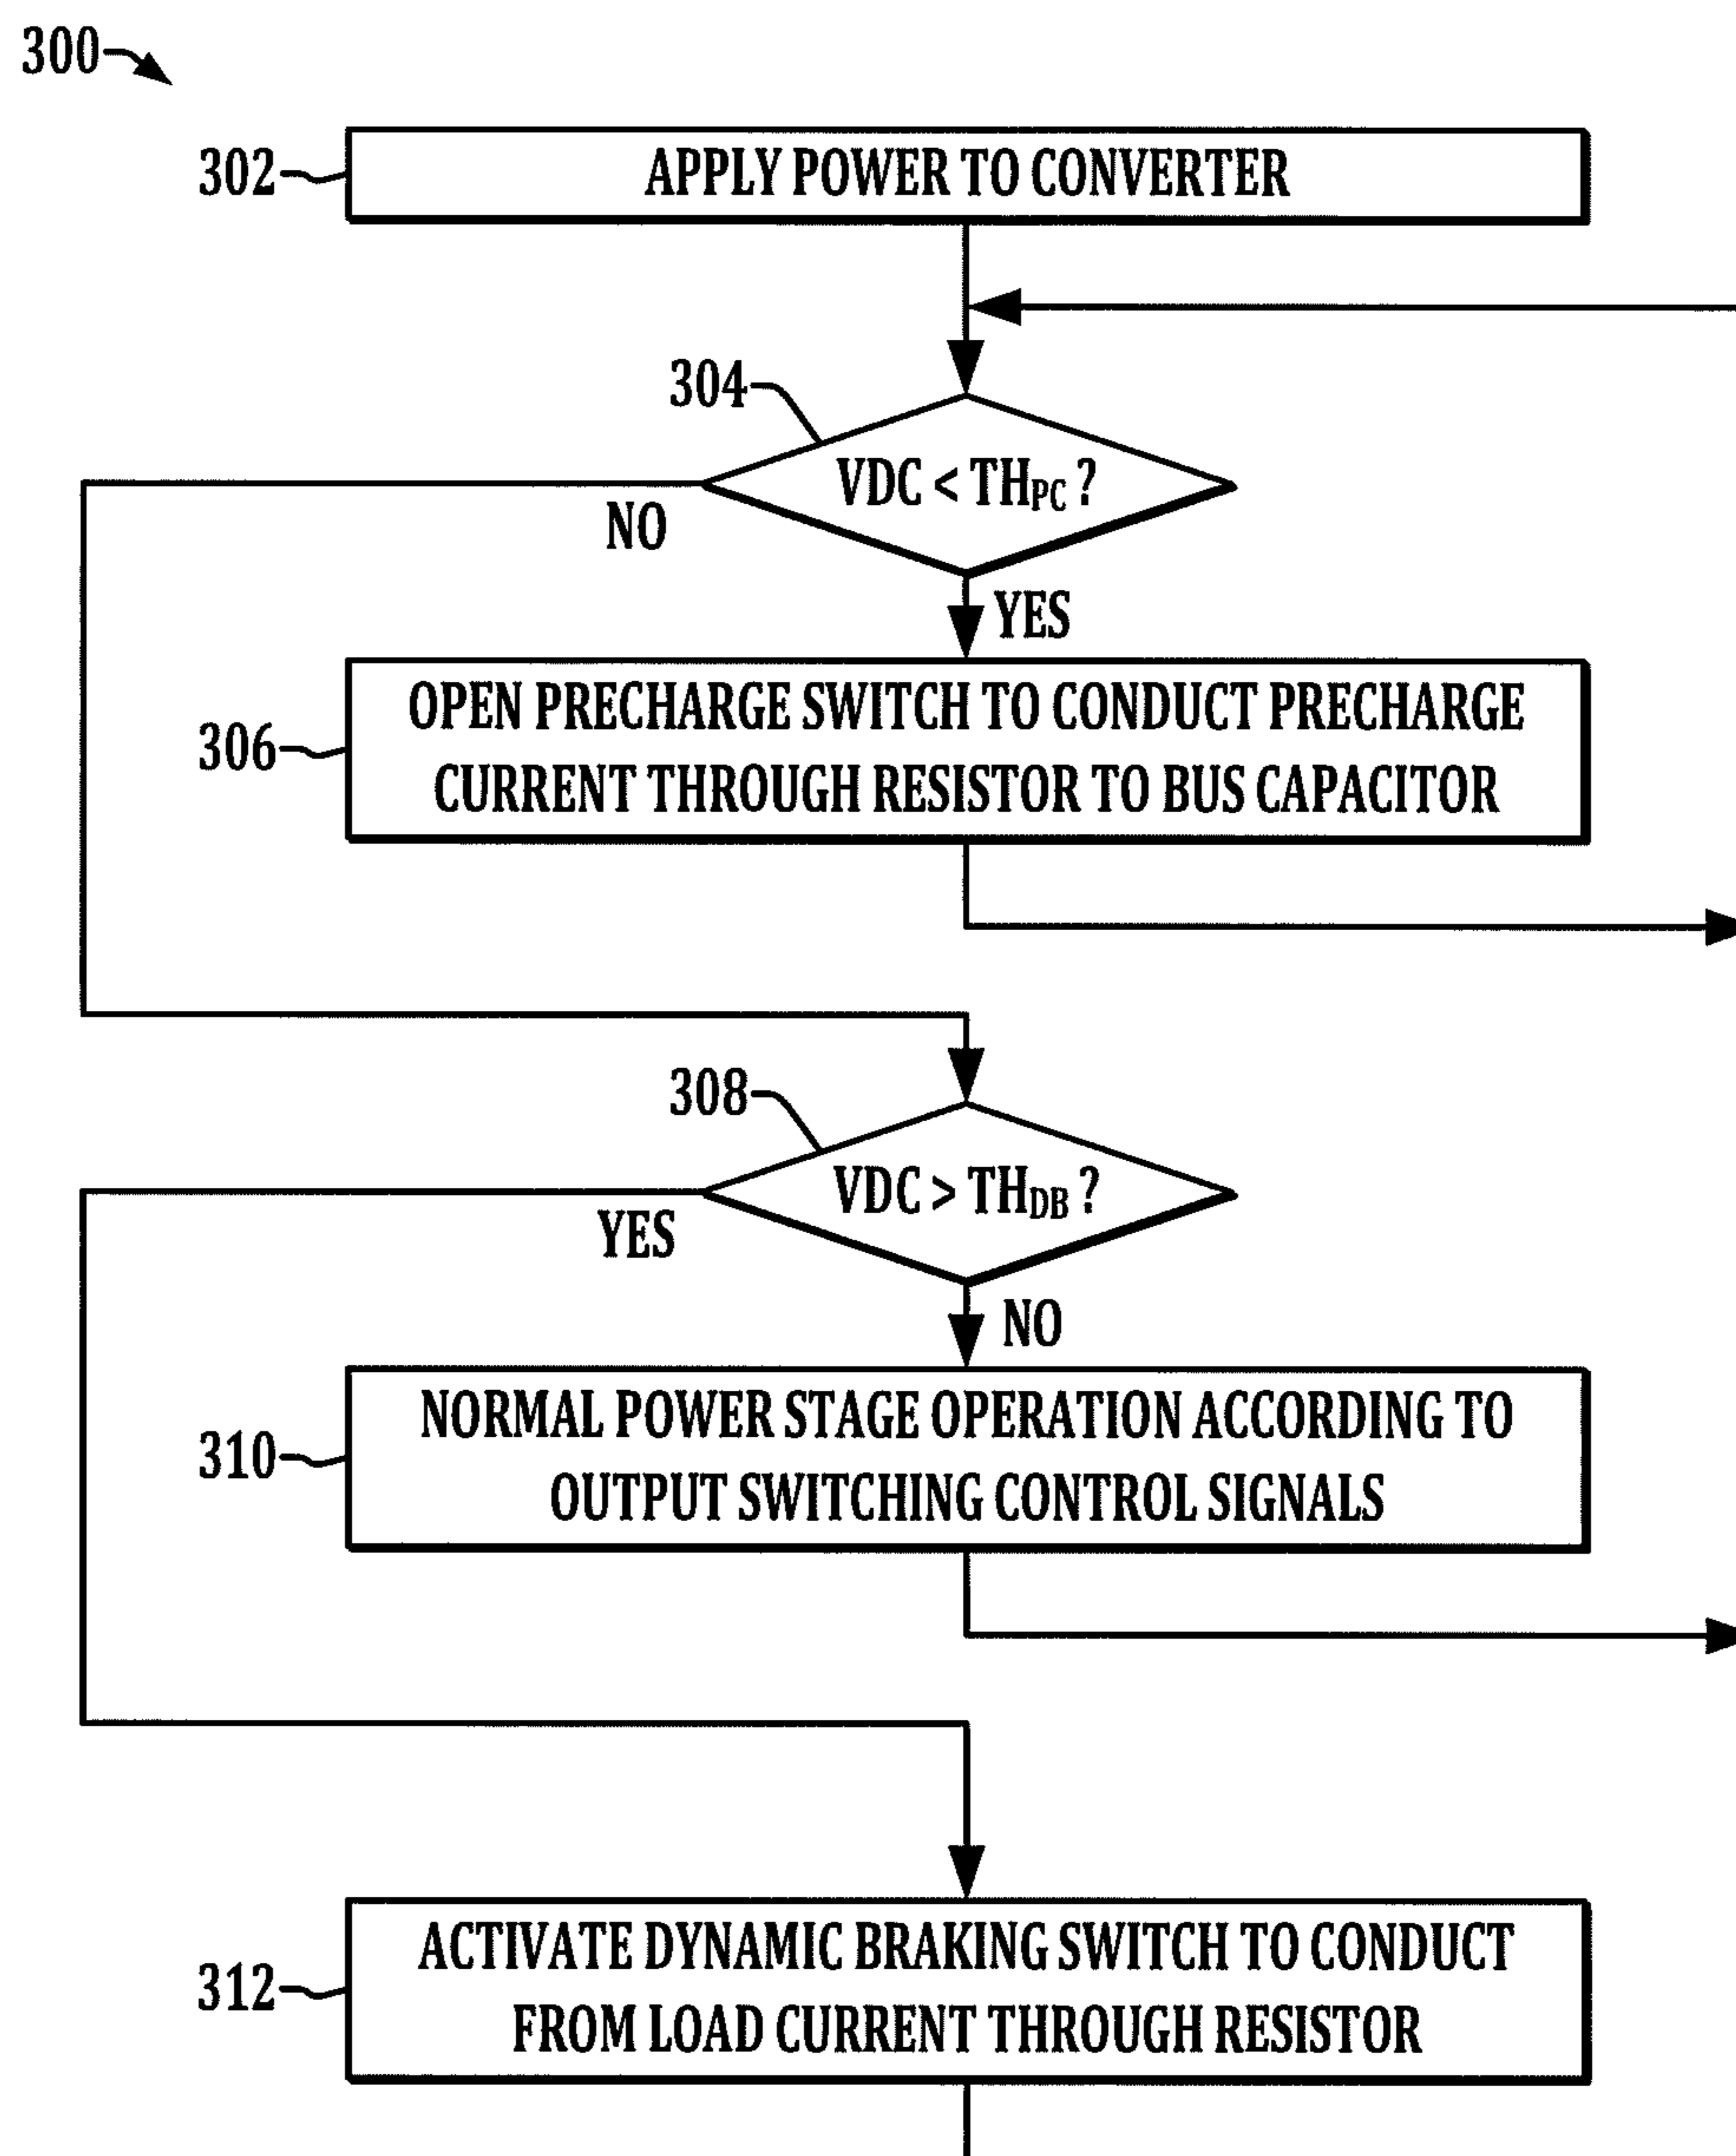 300
302
APPLY POWER TO CONVERTER
304
VDC < TH_PC ?
NO
YES
306
OPEN PRECHARGE SWITCH TO CONDUCT PRECHARGE
CURRENT THROUGH RESISTOR TO BUS CAPACITOR
308
VDC > TH_DB ?
YES
NO
310
NORMAL POWER STAGE OPERATION ACCORDING TO
OUTPUT SWITCHING CONTROL SIGNALS
312
ACTIVATE DYNAMIC BRAKING SWITCH TO CONDUCT
FROM LOAD CURRENT THROUGH RESISTOR